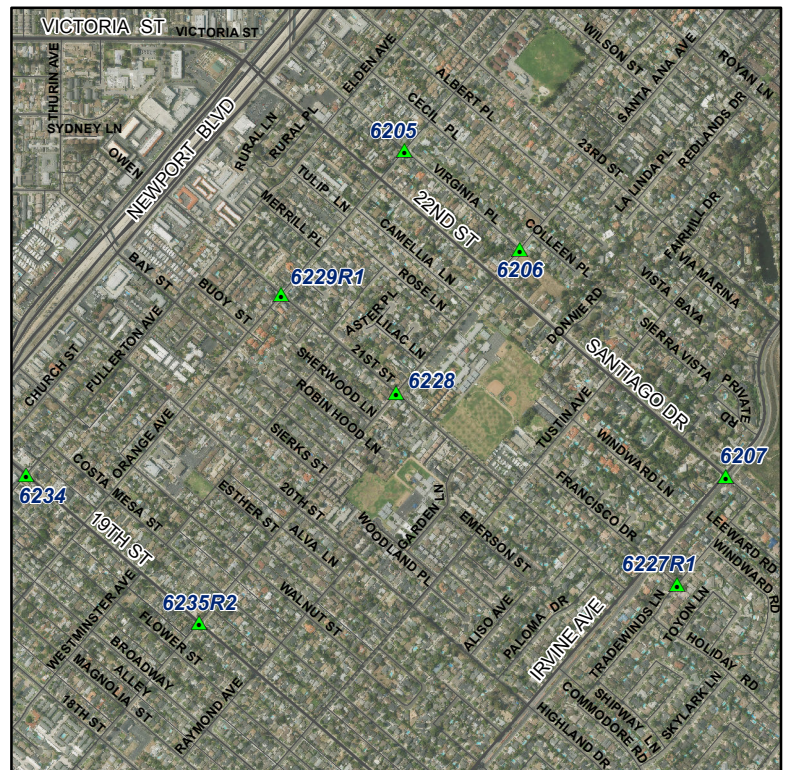 VICTORIA ST
VICTORIA ST
THURIN AVE
SYDNEY LN
OWEN
NEWPORT BLVD
RURAL LN
RURAL PL
ELDEN AVE
ALBERT PL
CECIL PL
WILSON ST
SANTA ANA AVE
ROYAN LN
REDLANDS DR
23RD ST
LA LINDA PL
6205
VIRGINIA PL
TULIP LN
22ND ST
MERRILL PL
CAMELLIA LN
COLLEEN PL
6206
FAIRHILL DR
VIA MARINA
VISTA BAYA
BAY ST
BUOY ST
6229R1
ROSE LN
ASTER PL
LILAC LN
DONNIE RD
SIERRA VISTA
SANTIAGO DR
PRIVATE RD
CHURCH ST
FULLERTON AVE
21ST ST
6228
SHERWOOD LN
ROBIN HOOD LN
TUSTIN AVE
WINDWARD LN
6207
ORANGE AVE
SIERKS ST
6234
COSTA MESA ST
19TH ST
ESTHER ST
20TH ST
ALVA LN
WOODLAND PL
GARDEN LN
EMERSON ST
FRANCISCO DR
LEEWARD RD
WINDWARD RD
6227R1
WESTMINSTER AVE
6235R2
FLOWER ST
WALNUT ST
ALISO AVE
PALOMA DR
IRVINE AVE
TRADEWINDS LN
TOYON LN
HOLIDAY RD
BROADWAY
ALLEY
MAGNOLIA ST
18TH ST
RAYMOND AVE
SKYLARK LN
SHIPWAY LN
COMMODORE RD
HIGHLAND DR